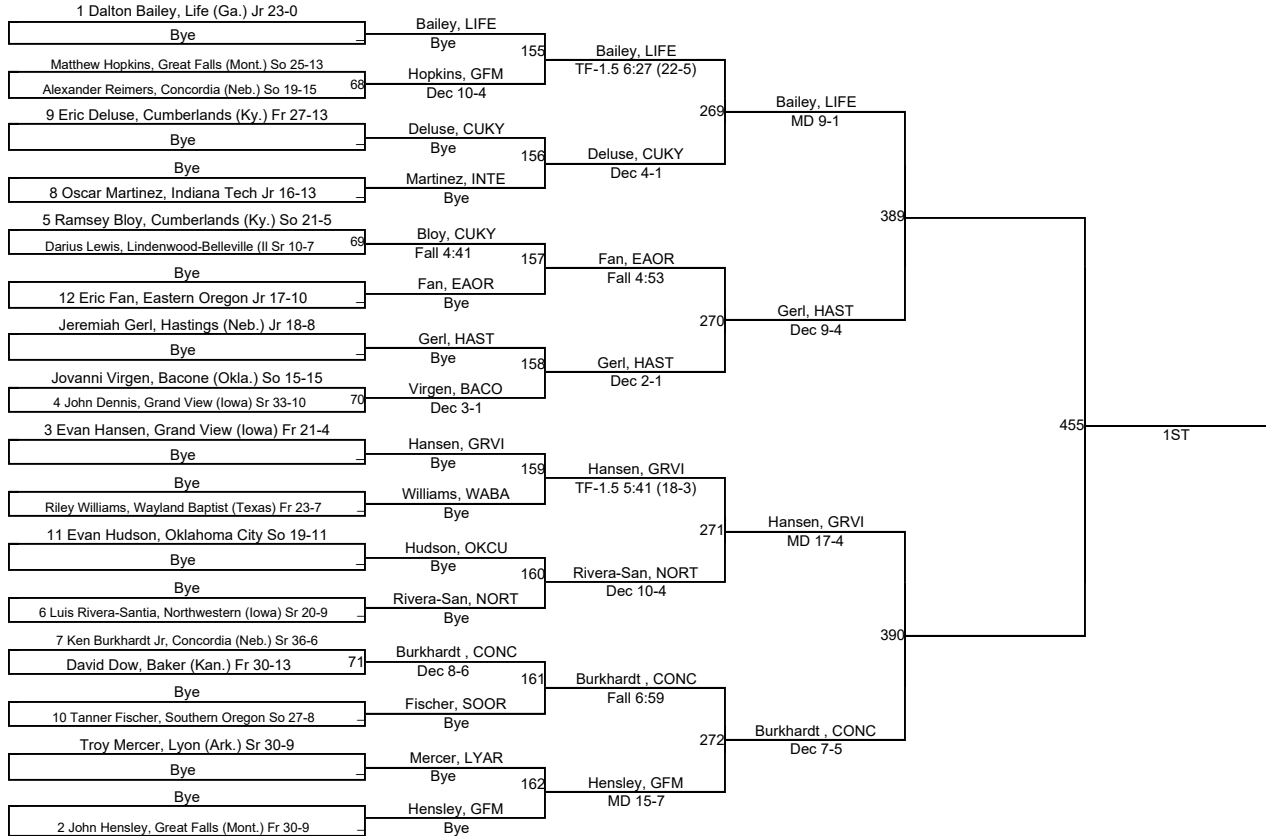 1 Dalton Bailey, Life (Ga.) Jr 23-0
Bye
Matthew Hopkins, Great Falls (Mont.) So 25-13
Alexander Reimers, Concordia (Neb.) So 19-15
68
9 Eric Deluse, Cumberlands (Ky.) Fr 27-13
Bye
Bye
8 Oscar Martinez, Indiana Tech Jr 16-13
5 Ramsey Bloy, Cumberlands (Ky.) So 21-5
Darius Lewis, Lindenwood-Belleville (Il Sr 10-7
69
Bye
12 Eric Fan, Eastern Oregon Jr 17-10
Jeremiah Gerl, Hastings (Neb.) Jr 18-8
Bye
Jovanni Virgen, Bacone (Okla.) So 15-15
4 John Dennis, Grand View (Iowa) Sr 33-10
70
3 Evan Hansen, Grand View (Iowa) Fr 21-4
Bye
Bye
Riley Williams, Wayland Baptist (Texas) Fr 23-7
11 Evan Hudson, Oklahoma City So 19-11
Bye
Bye
6 Luis Rivera-Santia, Northwestern (Iowa) Sr 20-9
7 Ken Burkhardt Jr, Concordia (Neb.) Sr 36-6
David Dow, Baker (Kan.) Fr 30-13
71
Bye
10 Tanner Fischer, Southern Oregon So 27-8
Troy Mercer, Lyon (Ark.) Sr 30-9
Bye
Bye
2 John Hensley, Great Falls (Mont.) Fr 30-9
Bailey, LIFE
Bye
155
Hopkins, GFM
Dec 10-4
Deluse, CUKY
Bye
156
Martinez, INTE
Bye
Bloy, CUKY
Fall 4:41
157
Fan, EAOR
Bye
Gerl, HAST
Bye
158
Virgen, BACO
Dec 3-1
Hansen, GRVI
Bye
159
Williams, WABA
Bye
Hudson, OKCU
Bye
160
Rivera-San, NORT
Bye
Burkhardt , CONC
Dec 8-6
161
Fischer, SOOR
Bye
Mercer, LYAR
Bye
162
Hensley, GFM
Bye
Bailey, LIFE
TF-1.5 6:27 (22-5)
269
Deluse, CUKY
Dec 4-1
Fan, EAOR
Fall 4:53
270
Gerl, HAST
Dec 2-1
Hansen, GRVI
TF-1.5 5:41 (18-3)
271
Rivera-San, NORT
Dec 10-4
Burkhardt , CONC
Fall 6:59
272
Hensley, GFM
MD 15-7
Bailey, LIFE
MD 9-1
389
Gerl, HAST
Dec 9-4
Hansen, GRVI
MD 17-4
390
Burkhardt , CONC
Dec 7-5
455
1ST